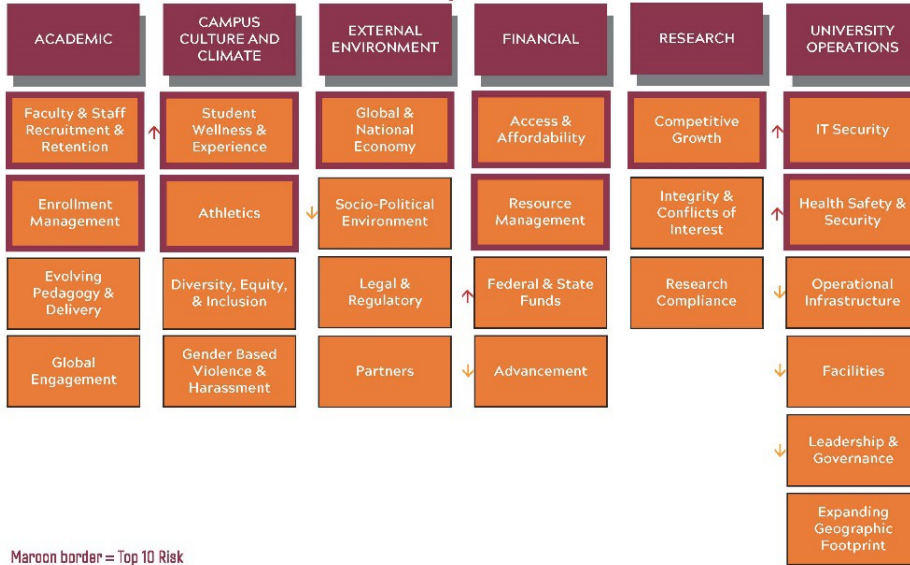 ACADEMIC
CAMPUS
CULTURE AND
CLIMATE
EXTERNAL
ENVIRONMENT
FINANCIAL
RESEARCH
UNIVERSITY
OPERATIONS
Faculty & Staff
Recruitment &
Retention
↑
Student
Wellness &
Experience
Global &
National
Economy
Access &
Affordability
Competitive
Growth
↑
IT Security
Enrollment
Management
Athletics
↓
Socio-Political
Environment
Resource
Management
Integrity &
Conflicts of
Interest
↑
Health Safety &
Security
Evolving
Pedagogy &
Delivery
Diversity, Equity,
& Inclusion
Legal &
Regulatory
↑
Federal & State
Funds
Research
Compliance
↓
Operational
Infrastructure
Global
Engagement
Gender Based
Violence &
Harassment
Partners
↓
Advancement
↓
Facilities
↓
Leadership &
Governance
Expanding
Geographic
Footprint
Maroon border = Top 10 Risk